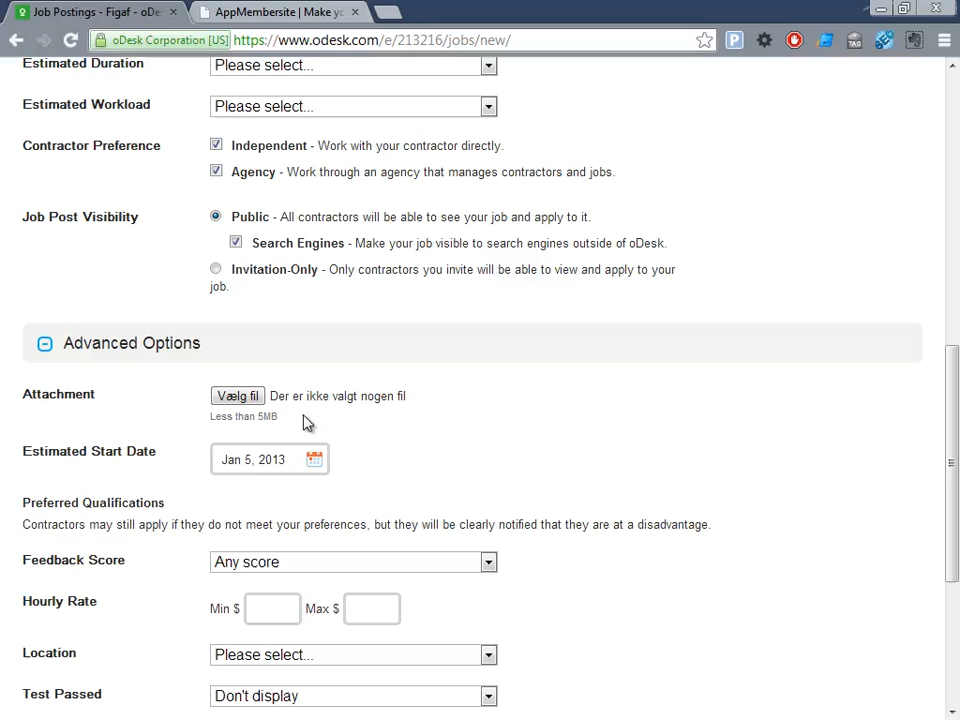 Job Postings - Figaf - oDe
AppMembersite | Make yo
oDesk Corporation [US] https://www.odesk.com/e/213216/jobs/new/
P
TAG
Estimated Duration Please select...
Estimated Workload Please select...
Contractor Preference Independent - Work with your contractor directly.
Agency - Work through an agency that manages contractors and jobs.
Job Post Visibility Public - All contractors will be able to see your job and apply to it.
Search Engines - Make your job visible to search engines outside of oDesk.
Invitation-Only - Only contractors you invite will be able to view and apply to your
job.
Advanced Options
Attachment Vælg fil Der er ikke valgt nogen fil
Less than 5MB
Estimated Start Date Jan 5, 2013
Preferred Qualifications
Contractors may still apply if they do not meet your preferences, but they will be clearly notified that they are at a disadvantage.
Feedback Score Any score
Hourly Rate Min $ Max $
Location Please select...
Test Passed Don't display